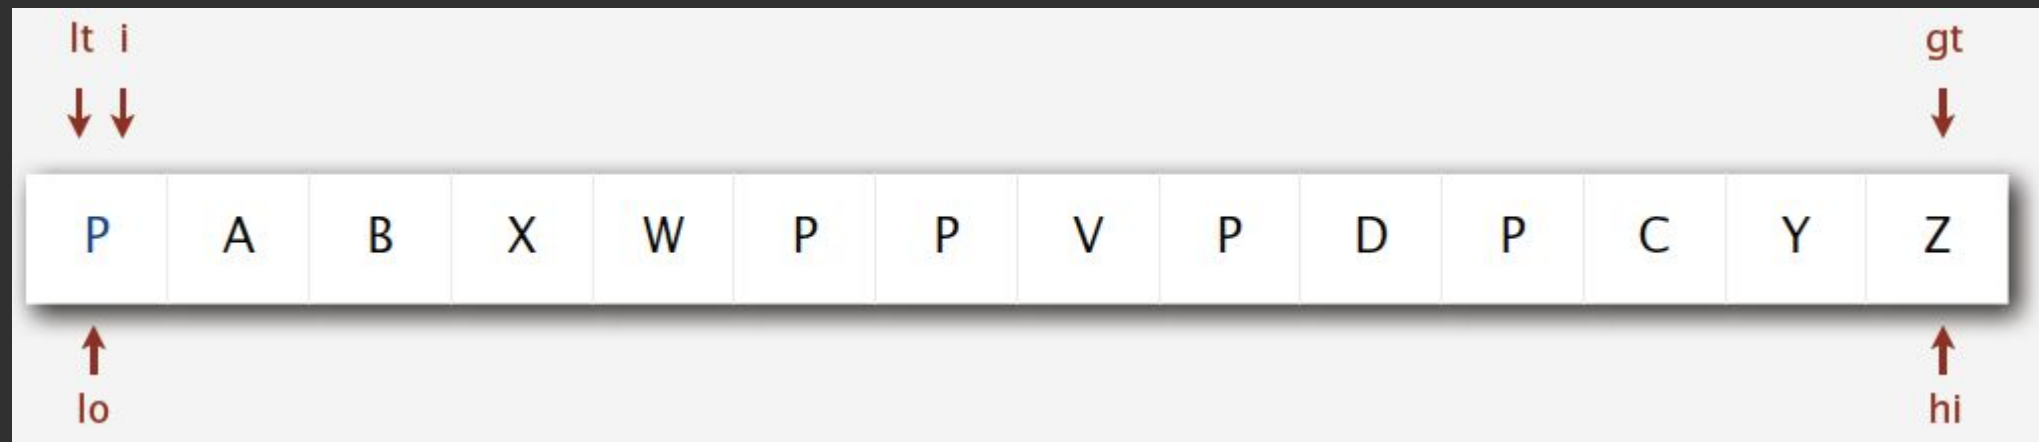 lt i gt
P A B X W P P V P D P C Y Z
lo hi